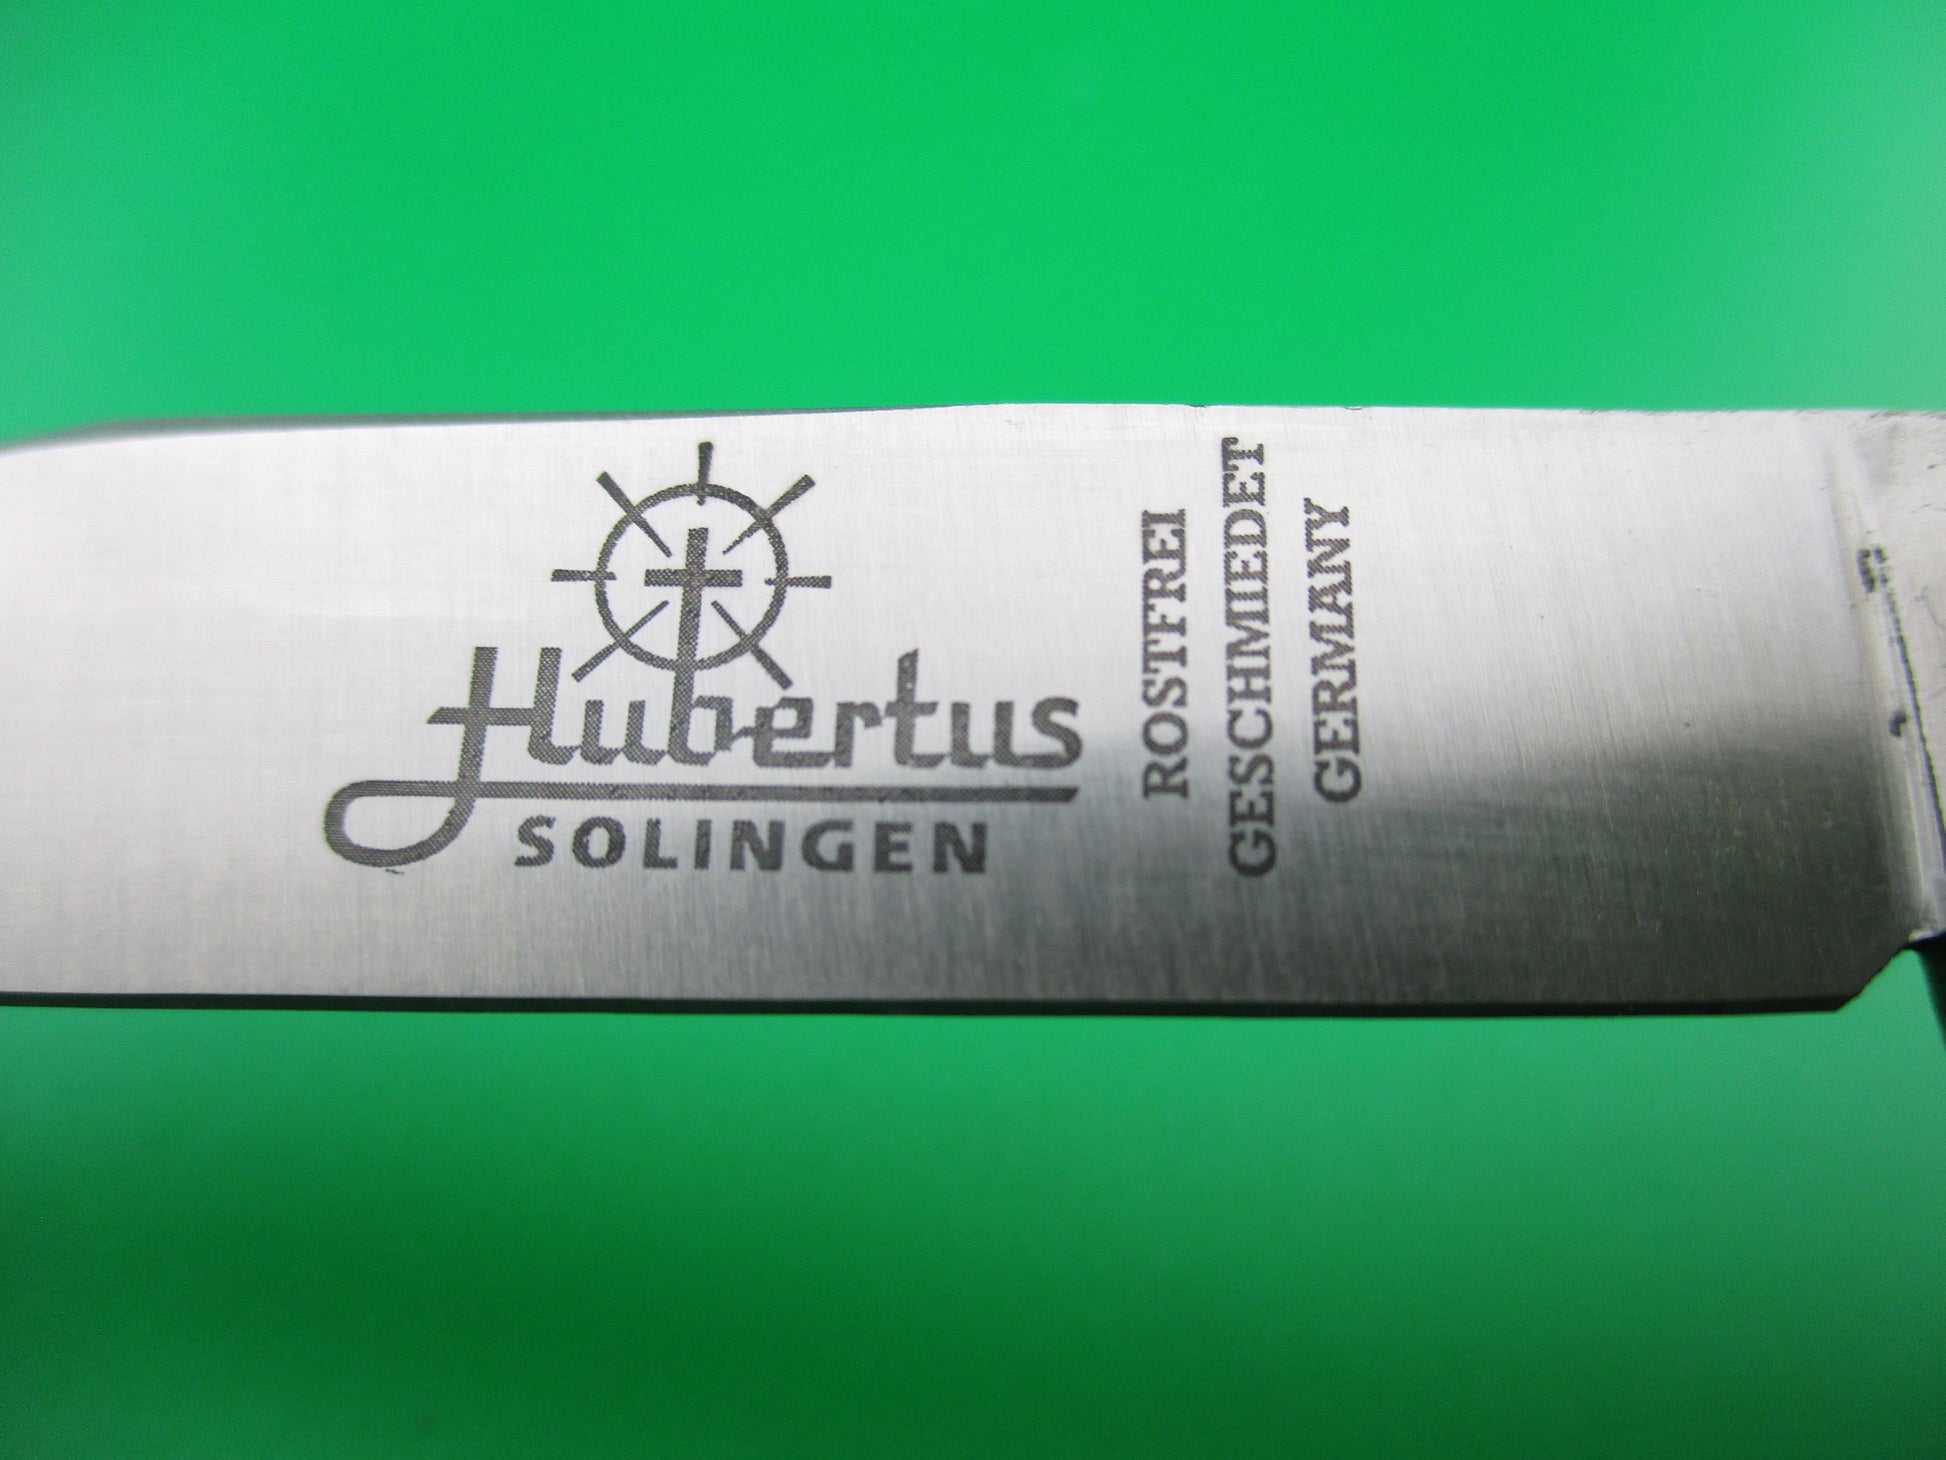 Hubertus
SOLINGEN
ROSTFREI
GESCHMIEDET
GERMANY